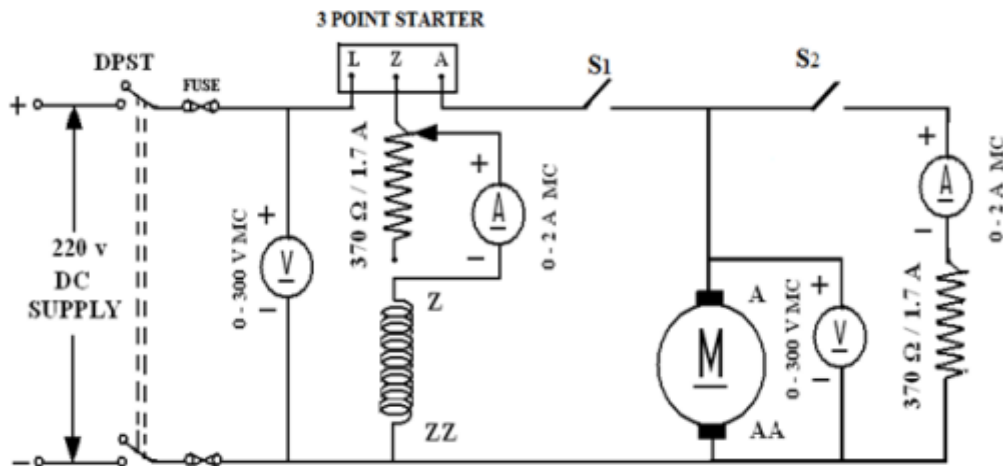 3 POINT STARTER
L Z A
DPST
FUSE
S1
S2
+
220 v
DC
SUPPLY
-
+
V
-
0 - 300 V MC
370 Ω / 1.7 A
+
A
-
0 - 2 A MC
Z
ZZ
A
M
AA
+
V
-
0 - 300 V MC
+
A
-
0 - 2 A MC
370 Ω / 1.7 A